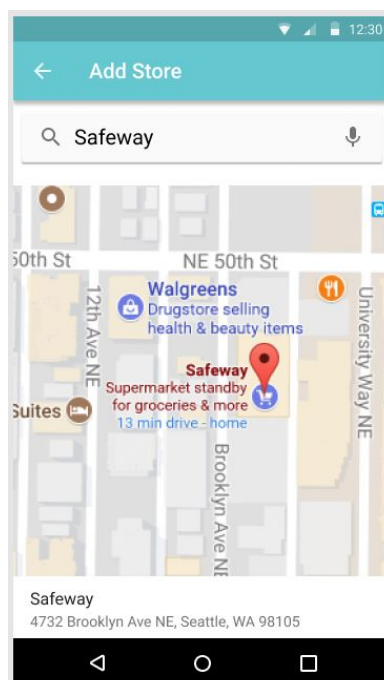 12:30
Add Store
Safeway
50th St
NE 50th St
12th Ave NE
Walgreens
Drugstore selling
health & beauty items
University Way NE
Safeway
Supermarket standby
for groceries & more
13 min drive - home
Suites
Brooklyn Ave NE
Safeway
4732 Brooklyn Ave NE, Seattle, WA 98105